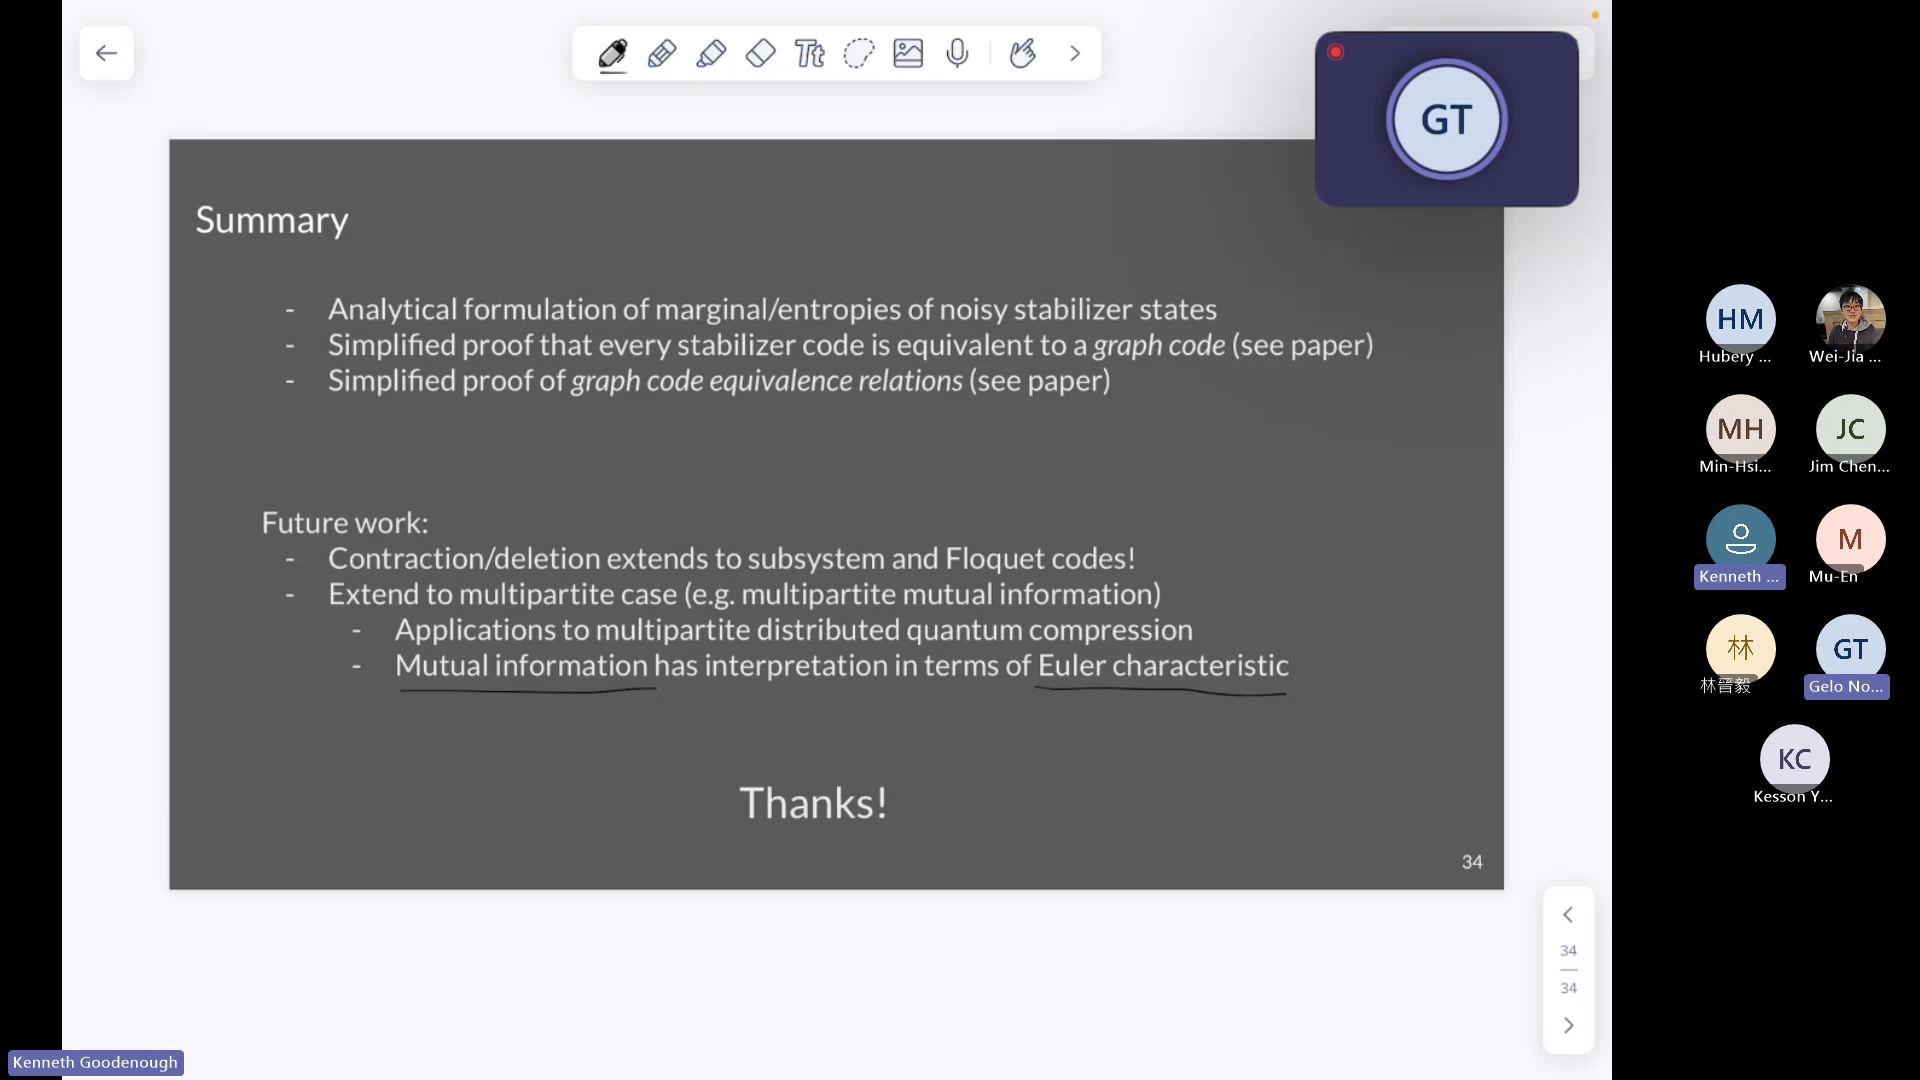 Tt
GT
Summary
- Analytical formulation of marginal/entropies of noisy stabilizer states
- Simplified proof that every stabilizer code is equivalent to a graph code (see paper)
- Simplified proof of graph code equivalence relations (see paper)
Future work:
- Contraction/deletion extends to subsystem and Floquet codes!
- Extend to multipartite case (e.g. multipartite mutual information)
- Applications to multipartite distributed quantum compression
- Mutual information has interpretation in terms of Euler characteristic
Thanks!
34
34
34
HM
Hubery ...
Wei-Jia ...
MH
Min-Hsi...
JC
Jim Chen...
Kenneth ...
M
Mu-En
林
林晉毅
GT
Gelo No...
KC
Kesson Y...
Kenneth Goodenough